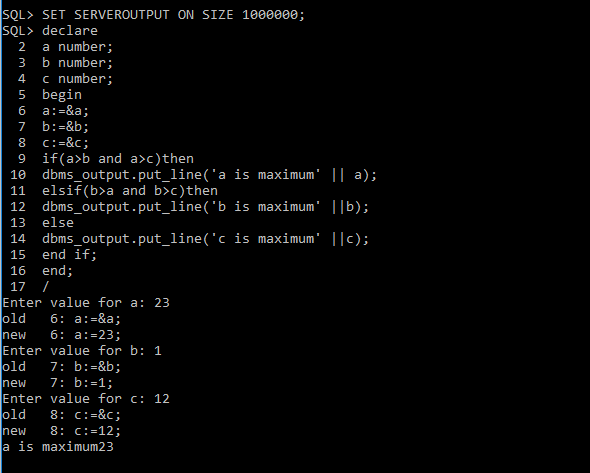 SQL> SET SERVEROUTPUT ON SIZE 1000000;
SQL> declare
  2  a number;
  3  b number;
  4  c number;
  5  begin
  6  a:=&a;
  7  b:=&b;
  8  c:=&c;
  9  if(a>b and a>c)then
 10  dbms_output.put_line('a is maximum' || a);
 11  elsif(b>a and b>c)then
 12  dbms_output.put_line('b is maximum' ||b);
 13  else
 14  dbms_output.put_line('c is maximum' ||c);
 15  end if;
 16  end;
 17  /
Enter value for a: 23
old   6: a:=&a;
new   6: a:=23;
Enter value for b: 1
old   7: b:=&b;
new   7: b:=1;
Enter value for c: 12
old   8: c:=&c;
new   8: c:=12;
a is maximum23